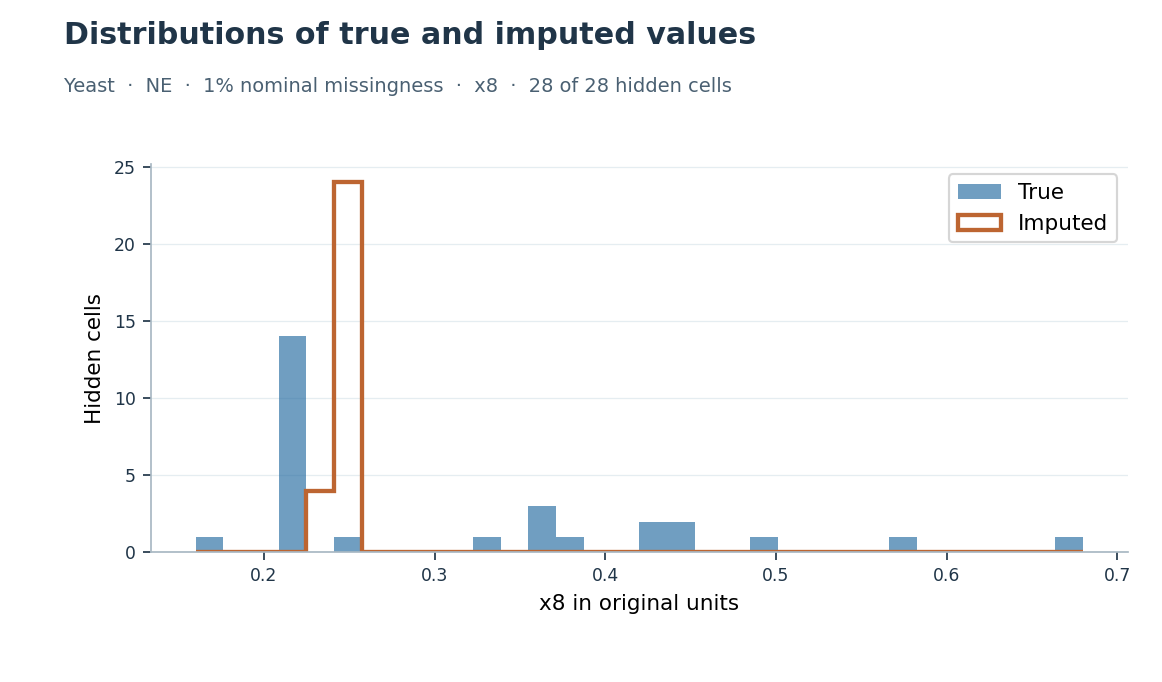 Distributions of true and imputed values
Yeast · NE · 1% nominal missingness · x8 · 28 of 28 hidden cells
25
20
15
10
5
0
Hidden cells
True
Imputed
0.2 0.3 0.4 0.5 0.6 0.7
x8 in original units